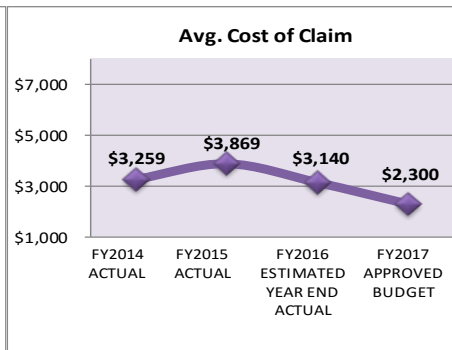 Avg. Cost of Claim
$7,000
$5,000
$3,000
$1,000
$3,259
$3,869
$3,140
$2,300
FY2014
ACTUAL
FY2015
ACTUAL
FY2016
ESTIMATED
YEAR END
ACTUAL
FY2017
APPROVED
BUDGET